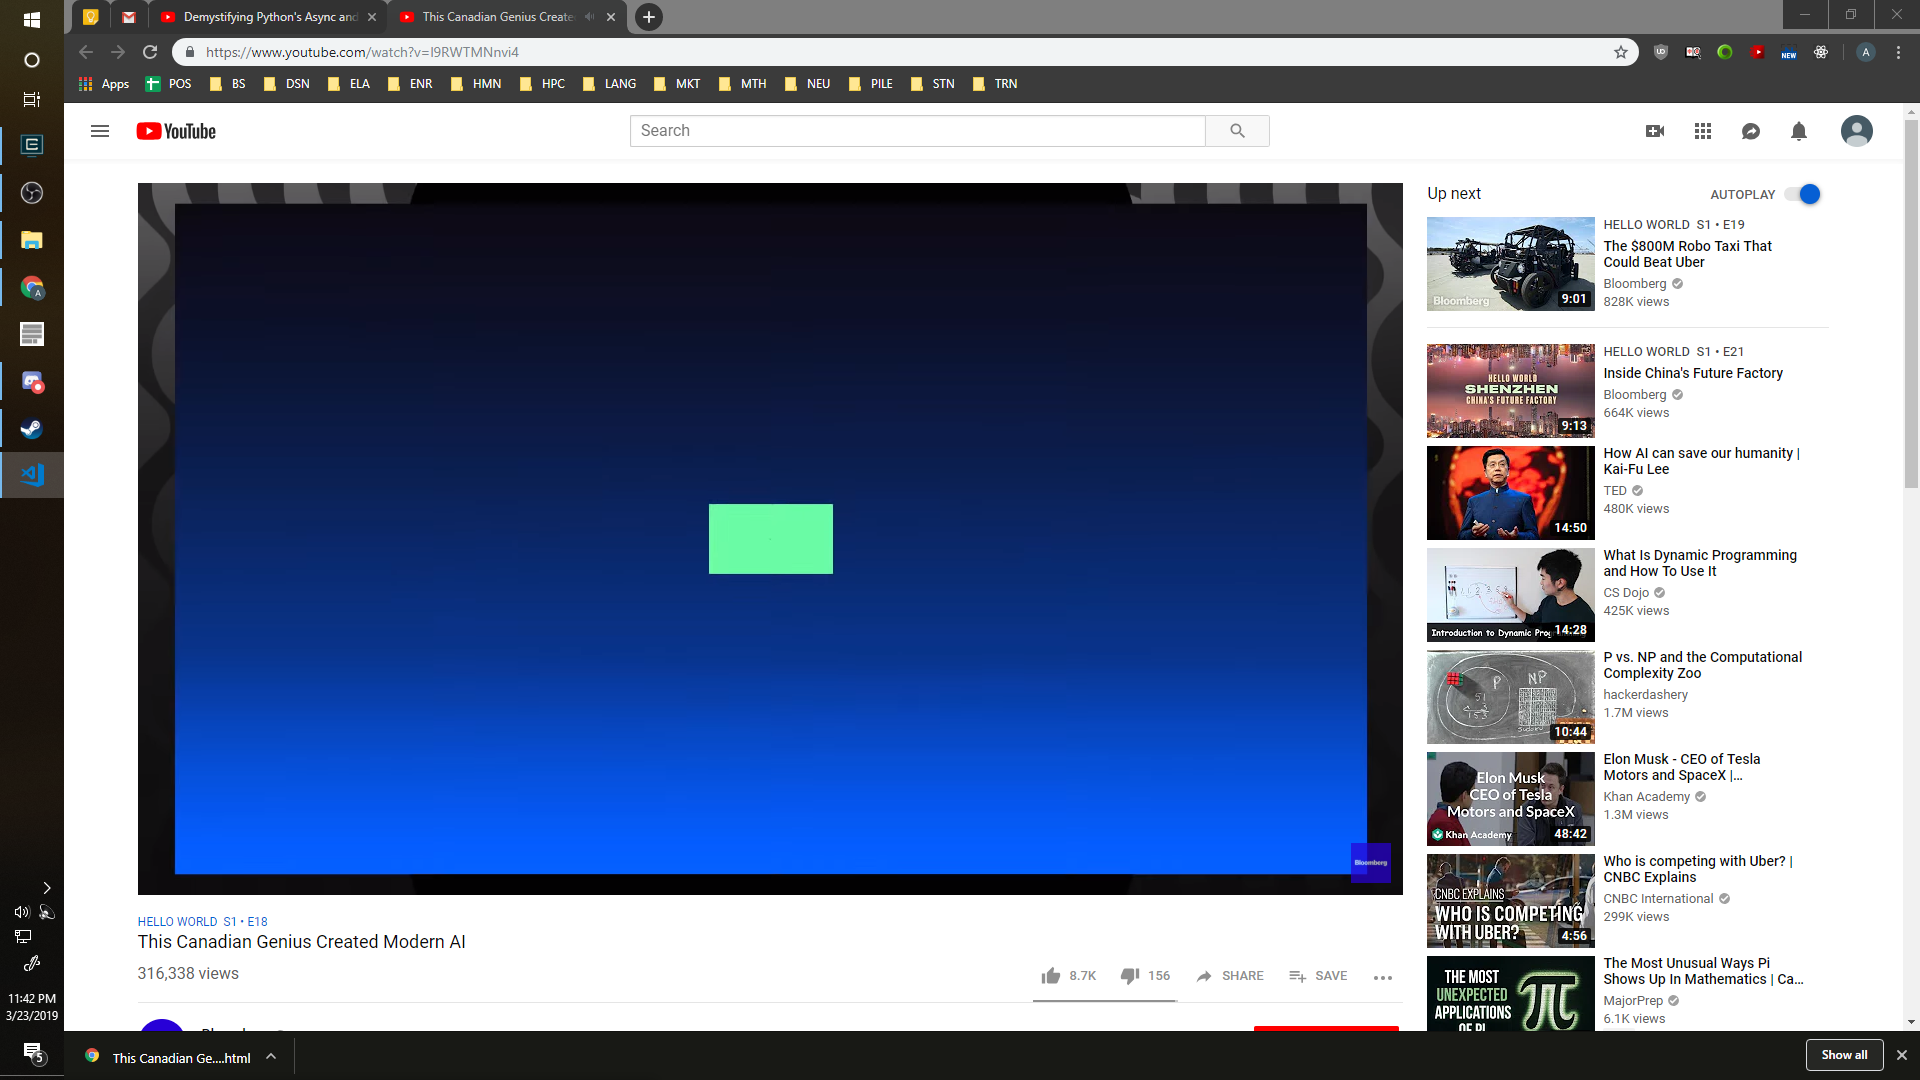 Demystifying Python's Async and
This Canadian Genius Create
https://www.youtube.com/watch?v=l9RWTMNnvi4
Apps
POS
BS
DSN
ELA
ENR
HMN
HPC
LANG
MKT
MTH
NEU
PILE
STN
TRN
YouTube
Search
Up next
AUTOPLAY
HELLO WORLD S1 • E19
The $800M Robo Taxi That
Could Beat Uber
Bloomberg
828K views
Bloomberg
9:01
HELLO WORLD S1 • E21
Inside China's Future Factory
Bloomberg
664K views
HELLO WORLD
SHENZHEN
CHINA'S FUTURE FACTORY
9:13
How AI can save our humanity |
Kai-Fu Lee
TED
480K views
14:50
What Is Dynamic Programming
and How To Use It
CS Dojo
425K views
Introduction to Dynamic Prog
14:28
P vs. NP and the Computational
Complexity Zoo
hackerdashery
1.7M views
P
NP
10:44
Elon Musk - CEO of Tesla
Motors and SpaceX |...
Khan Academy
1.3M views
Elon Musk
CEO of Tesla
Motors and SpaceX
Khan Academy
48:42
Who is competing with Uber? |
CNBC Explains
CNBC International
299K views
CNBC EXPLAINS
WHO IS COMPETING
WITH UBER?
4:56
The Most Unusual Ways Pi
Shows Up In Mathematics | Ca...
MajorPrep
6.1K views
THE MOST
UNEXPECTED
APPLICATIONS
OF PI
Bloomberg
HELLO WORLD S1 • E18
This Canadian Genius Created Modern AI
316,338 views
8.7K
156
SHARE
SAVE
11:42 PM
3/23/2019
5
This Canadian Ge....html
Show all